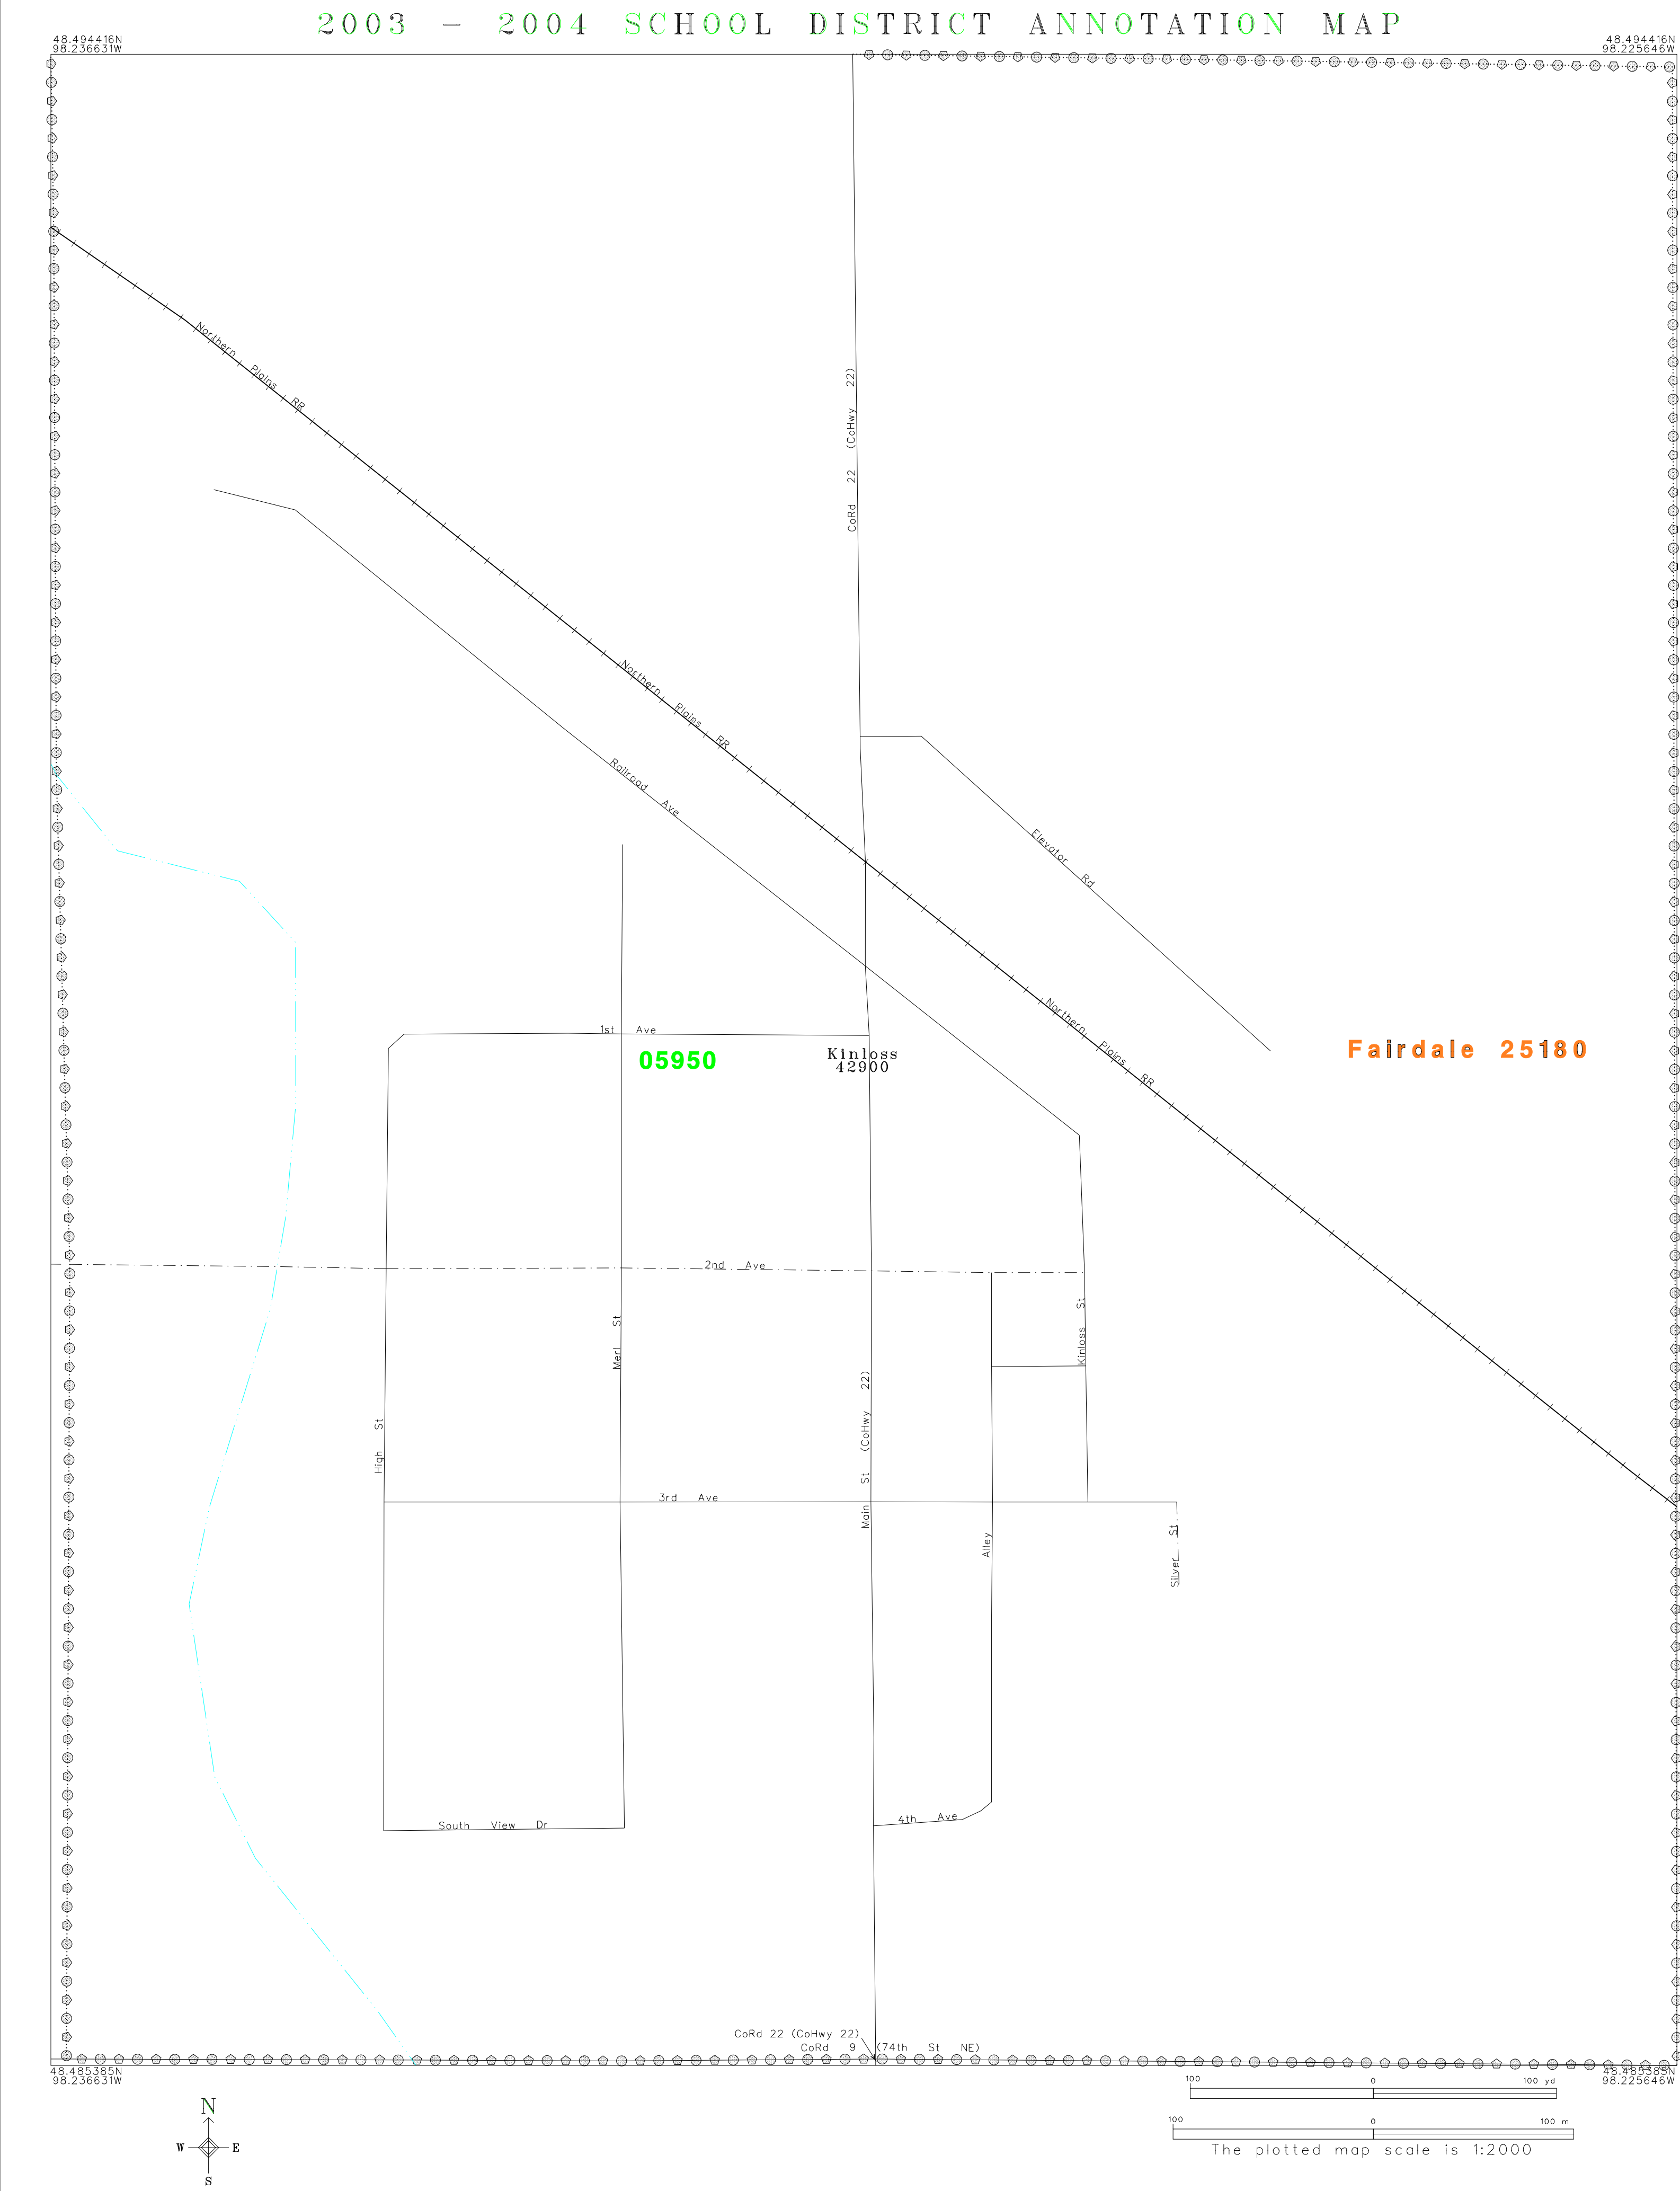 2003 - 2004 SCHOOL DISTRICT ANNOTATION MAP
48.494416N
98.236631W
48.494416N
98.225646W
Northern Plains RR
CoRd 22 (CoHwy 22)
Northern Plains RR
Railroad Ave
Elevator Rd
Northern Plains RR
1st Ave
05950
Kinloss
42900
Fairdale 25180
2nd Ave
Kinloss St
Merl St
Main St (CoHwy 22)
High St
3rd Ave
Alley
Silver St
South View Dr
4th Ave
CoRd 22 (CoHwy 22)
CoRd 9 (74th St NE)
48.485385N
98.236631W
48.485385N
98.225646W
100 0 100 yd
100 0 100 m
The plotted map scale is 1:2000
N
W E
S